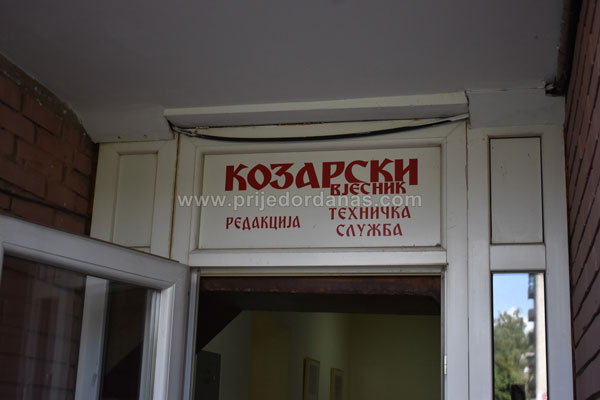 КОЗАРСКИ
ВЈЕСНИК
www.prijedordanas.com
РЕДАКЦИЈА
ТЕХНИЧКА
СЛУЖБА